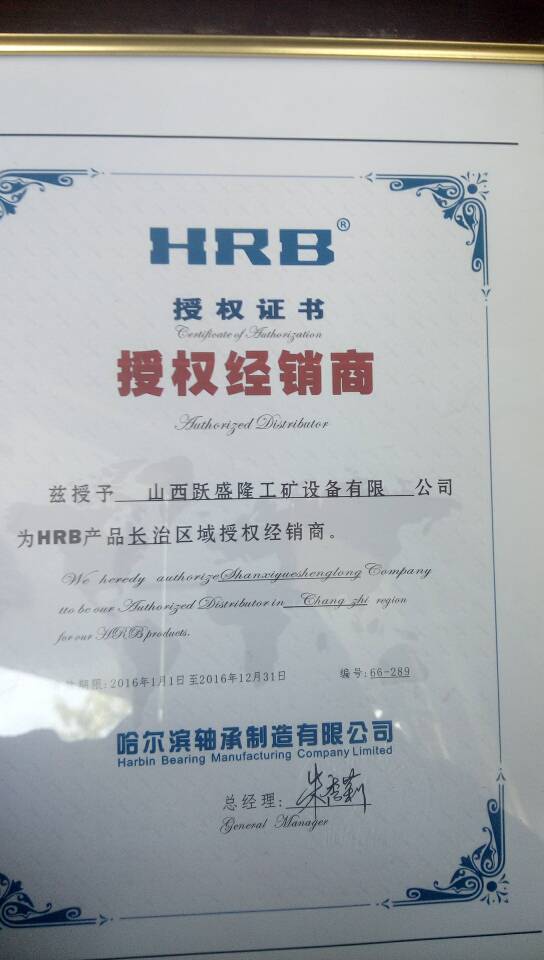 HRB®
授权证书
Certificate of Authorization
授权经销商
Authorized Distributor
兹授予 山西跃盛隆工矿设备有限 公司
为HRB产品长治区域授权经销商。
We heredy authorize Shanxiyueshenglong Company
tto be our Authorized Distributor in Chang zhi region
for our HRB products.
期限:2016年1月1日至2016年12月31日 编号:66-289
哈尔滨轴承制造有限公司
Harbin Bearing Manufacturing Company Limited
总经理:
General Manager